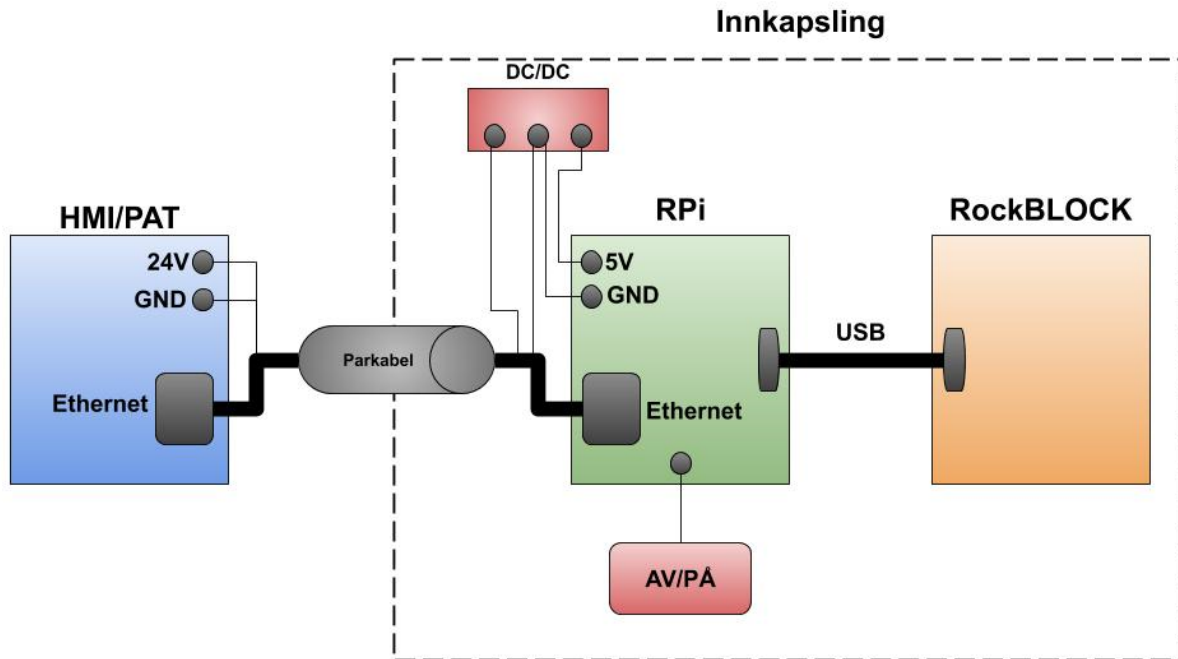 Innkapsling
DC/DC
HMI/PAT
RPi
RockBLOCK
24V
5V
GND
GND
USB
Parkabel
Ethernet
Ethernet
AV/PÅ